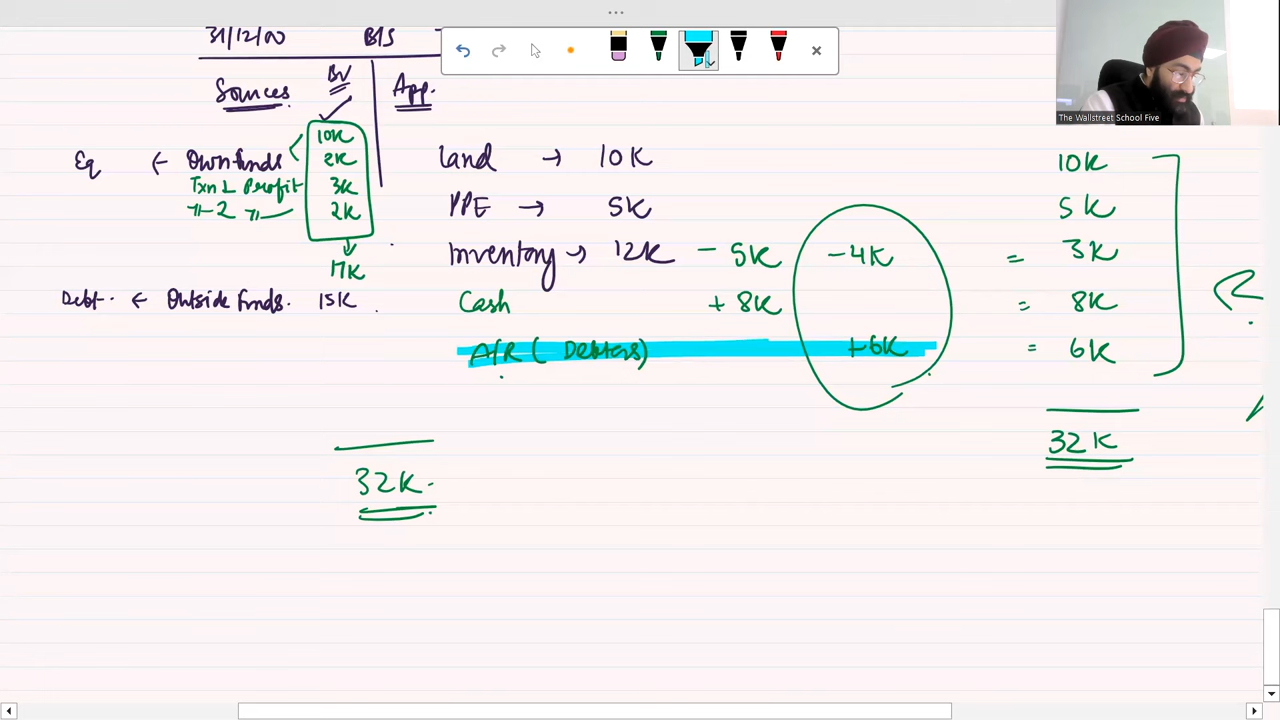 31/12/00 B/S
Sources BV App.
Eq ← Own funds 10K
2K
Txn 1 Profit 3K
〃 2 〃 2K
17K
Debt ← Outside funds. 15K
32K
Land → 10K 10K
PPE → 5K 5K
Inventory → 12K - 5K - 4K = 3K
Cash + 8K = 8K
A/R ( Debtors) +6K = 6K
32K
The Wallstreet School Five